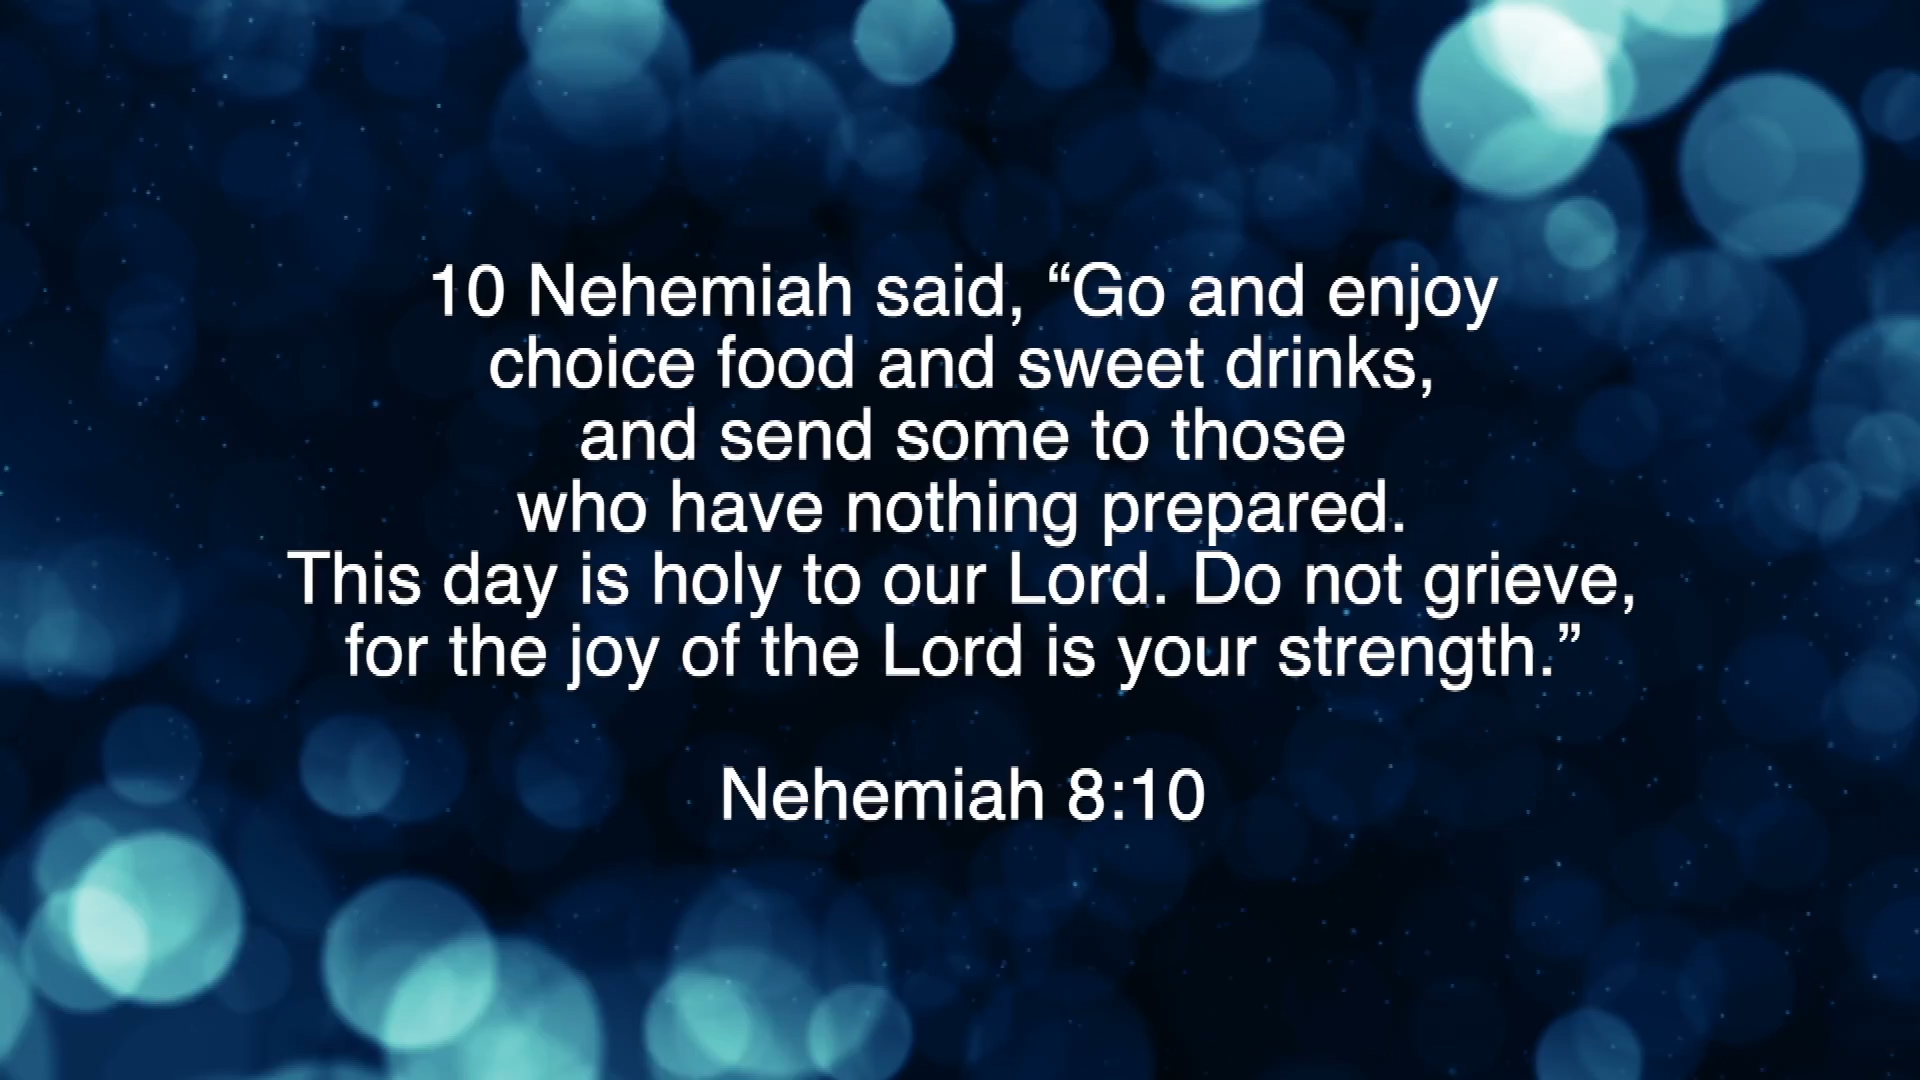 10 Nehemiah said, “Go and enjoy
choice food and sweet drinks,
and send some to those
who have nothing prepared.
This day is holy to our Lord. Do not grieve,
for the joy of the Lord is your strength.”
Nehemiah 8:10